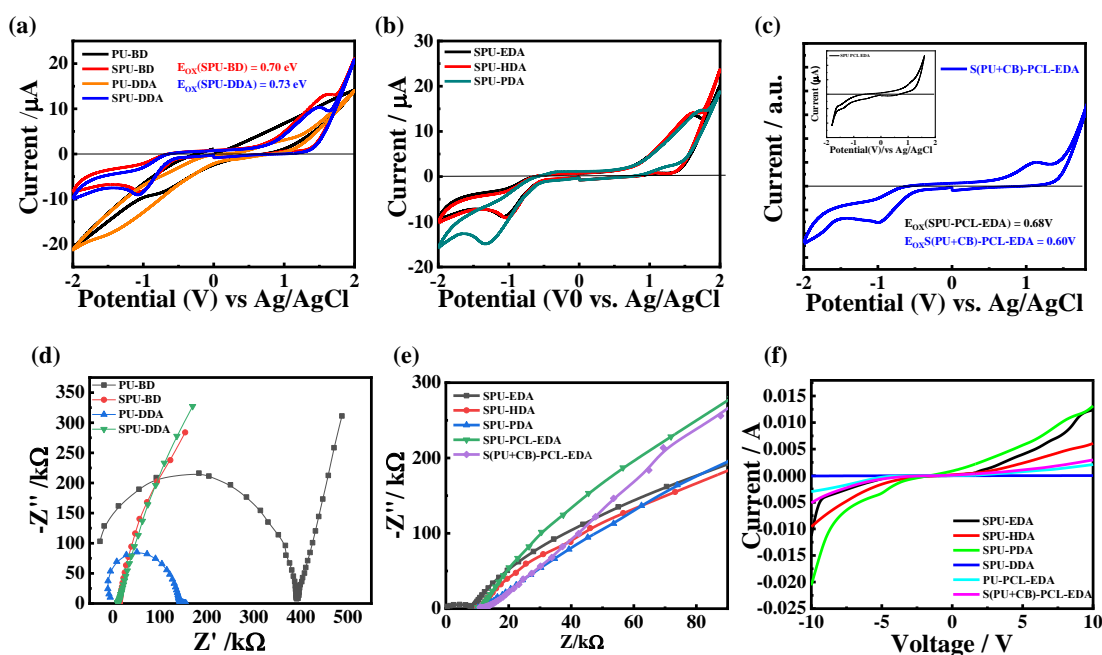 (a)
PU-BD
SPU-BD
PU-DDA
SPU-DDA
E_OX(SPU-BD) = 0.70 eV
E_OX(SPU-DDA) = 0.73 eV
Current /μA
20
10
0
-10
-20
-2 -1 0 1 2
Potential (V) vs Ag/AgCl
(b)
SPU-EDA
SPU-HDA
SPU-PDA
Current / μA
30
20
10
0
-10
-20
-2 -1 0 1 2
Potential (V0 vs. Ag/AgCl
(c)
SPU-PCL-EDA
Current (μA)
-2 -1 0 1 2
Potential(V)/vs Ag/AgCl
S(PU+CB)-PCL-EDA
E_OX(SPU-PCL-EDA) = 0.68V
E_OXS(PU+CB)-PCL-EDA = 0.60V
Current / a.u.
-2 -1 0 1
Potential (V) vs. Ag/AgCl
(d)
PU-BD
SPU-BD
PU-DDA
SPU-DDA
-Z'' /kΩ
350
300
250
200
150
100
50
0
0 100 200 300 400 500
Z' /kΩ
(e)
SPU-EDA
SPU-HDA
SPU-PDA
SPU-PCL-EDA
S(PU+CB)-PCL-EDA
-Z''/ kΩ
300
200
100
0
0 20 40 60 80
Z/kΩ
(f)
Current / A
0.015
0.010
0.005
0.000
-0.005
-0.010
-0.015
-0.020
-0.025
SPU-EDA
SPU-HDA
SPU-PDA
SPU-DDA
PU-PCL-EDA
S(PU+CB)-PCL-EDA
-10 -5 0 5 10
Voltage / V